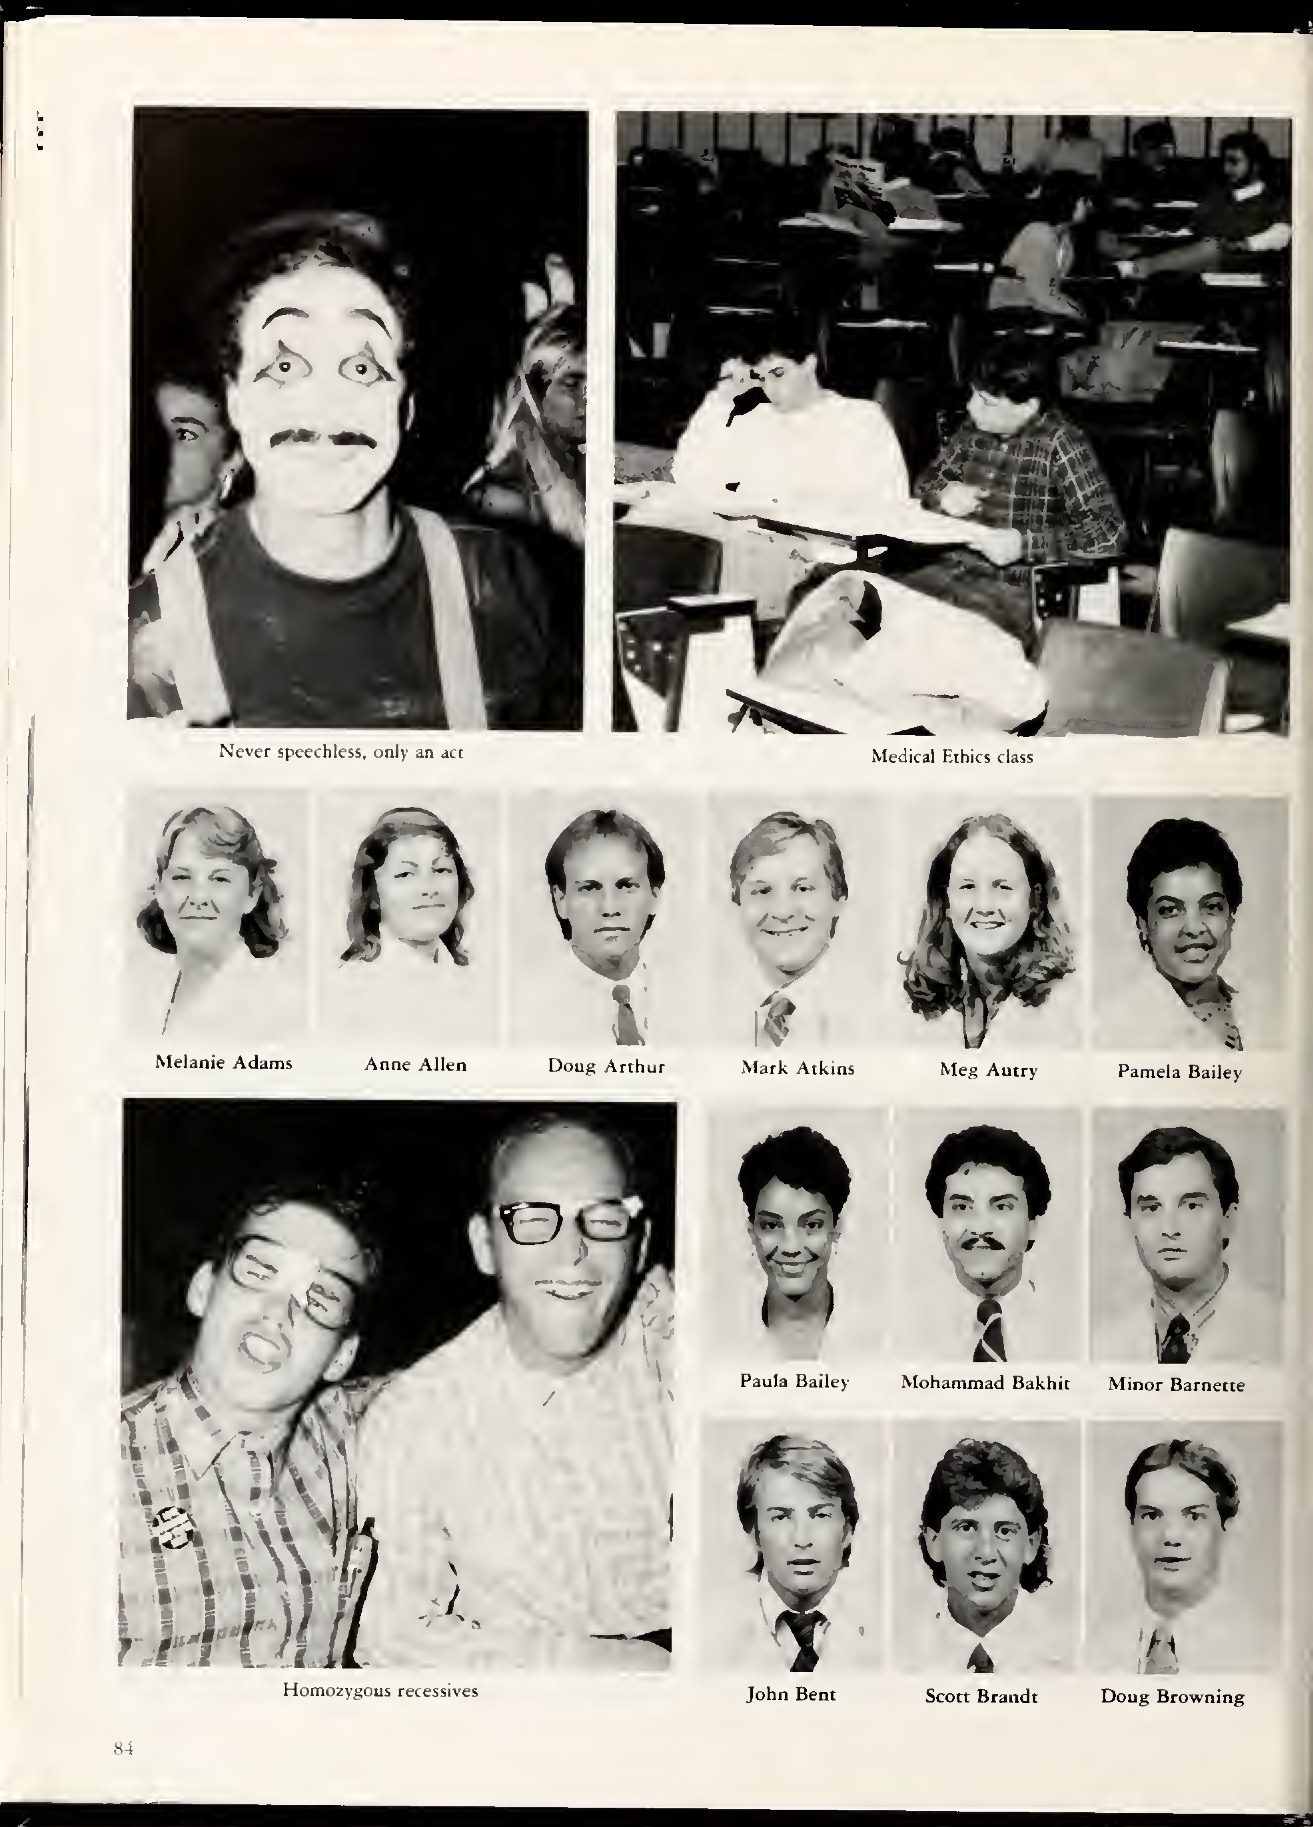 Never speechless, only an act
Medical Ethics class
Melanie Adams
Anne Allen
Doug Arthur
Mark Atkins
Meg Autry
Pamela Bailey
Paula Bailey
Mohammad Bakhit
Minor Barnette
Homozygous recessives
John Bent
Scott Brandt
Doug Browning
84